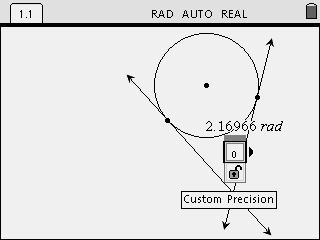 1.1 RAD AUTO REAL
2.16966 rad
0
Custom Precision